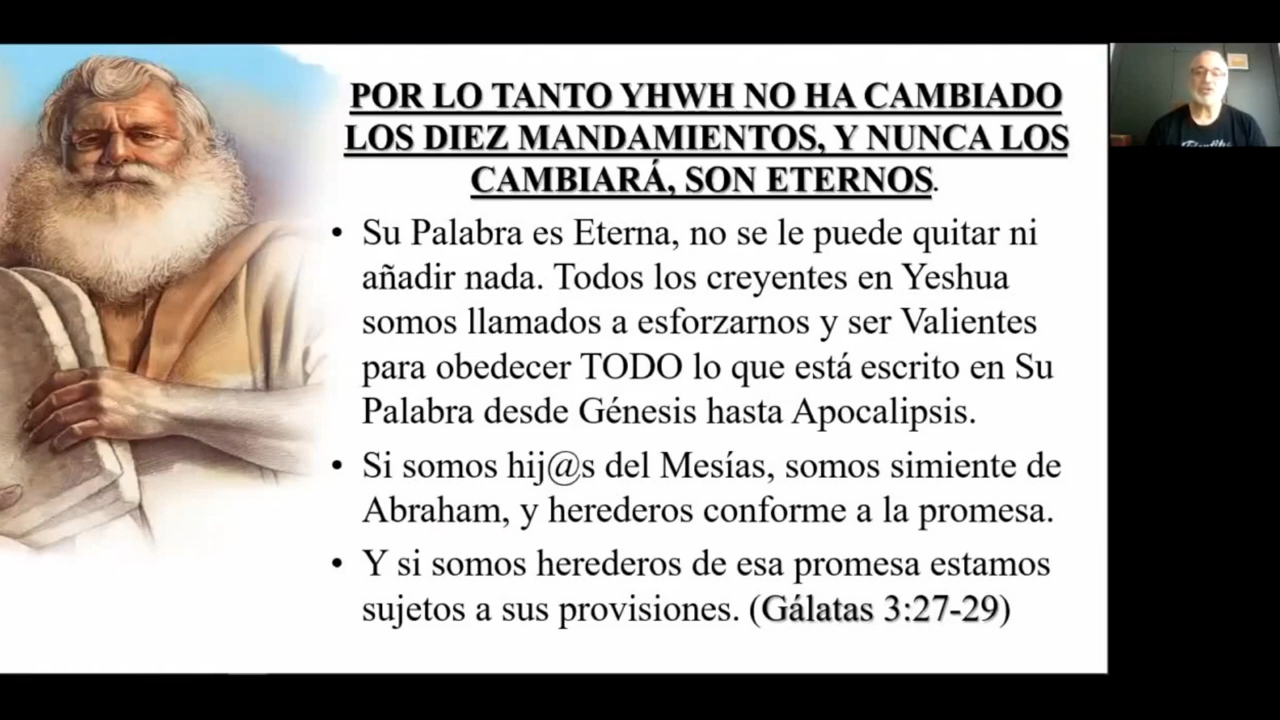 POR LO TANTO YHWH NO HA CAMBIADO
LOS DIEZ MANDAMIENTOS, Y NUNCA LOS
CAMBIARÁ, SON ETERNOS.
• Su Palabra es Eterna, no se le puede quitar ni
añadir nada. Todos los creyentes en Yeshua
somos llamados a esforzarnos y ser Valientes
para obedecer TODO lo que está escrito en Su
Palabra desde Génesis hasta Apocalipsis.
• Si somos hij@s del Mesías, somos simiente de
Abraham, y herederos conforme a la promesa.
• Y si somos herederos de esa promesa estamos
sujetos a sus provisiones. (Gálatas 3:27-29)